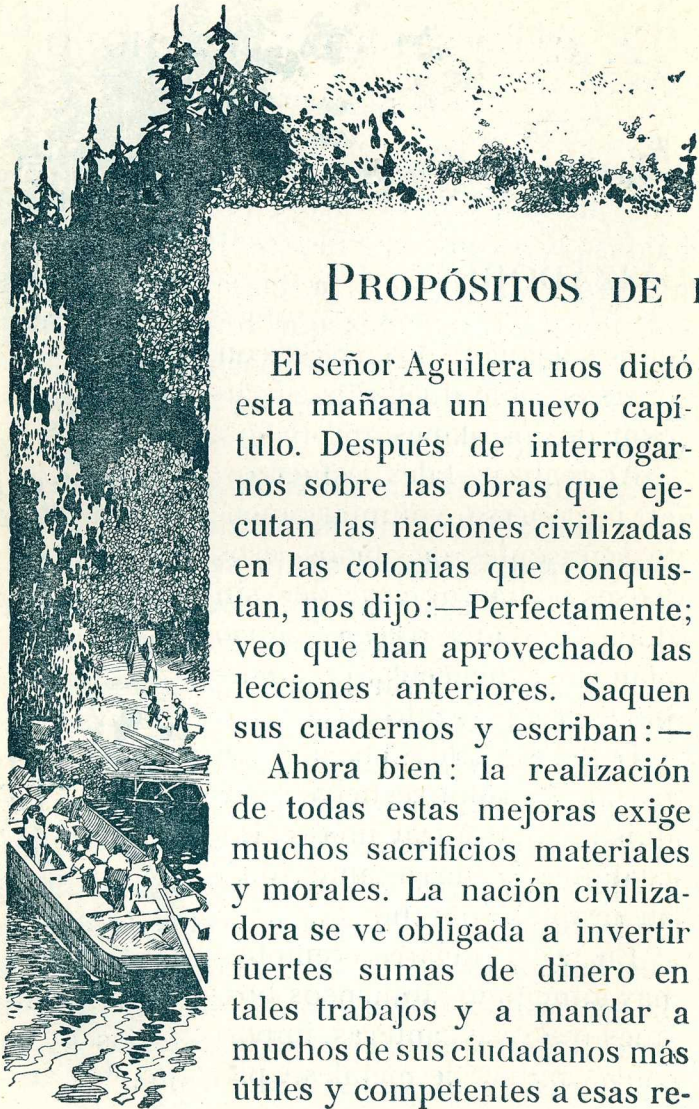 PROPÓSITOS DE
El señor Aguilera nos dictó
esta mañana un nuevo capí-
tulo. Después de interrogar-
nos sobre las obras que eje-
cutan las naciones civilizadas
en las colonias que conquis-
tan, nos dijo:—Perfectamente;
veo que han aprovechado las
lecciones anteriores. Saquen
sus cuadernos y escriban:—
Ahora bien: la realización
de todas estas mejoras exige
muchos sacrificios materiales
y morales. La nación civiliza-
dora se ve obligada a invertir
fuertes sumas de dinero en
tales trabajos y a mandar a
muchos de sus ciudadanos más
útiles y competentes a esas re-